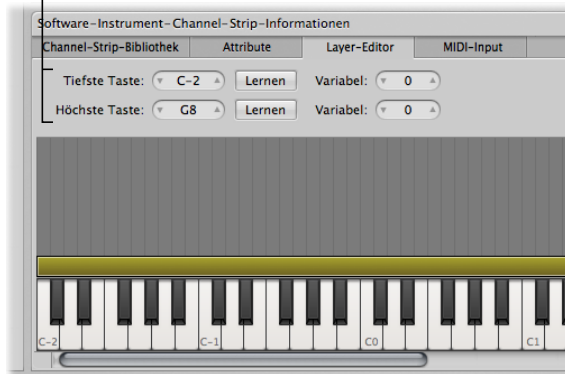 Software-Instrument-Channel-Strip-Informationen
Channel-Strip-Bibliothek Attribute Layer-Editor MIDI-Input
Tiefste Taste: C-2 Lernen Variabel: 0
Höchste Taste: G8 Lernen Variabel: 0
C-2 C-1 C0 C1